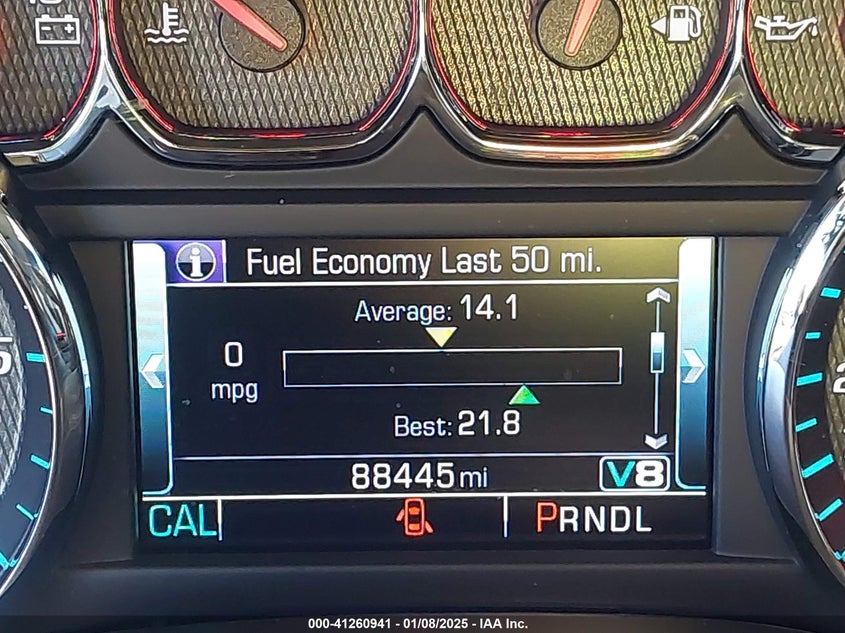 Fuel Economy Last 50 mi.
Average: 14.1
0
mpg
Best: 21.8
88445 mi V8
CAL PRNDL
000-41260941 - 01/08/2025 - IAA Inc.